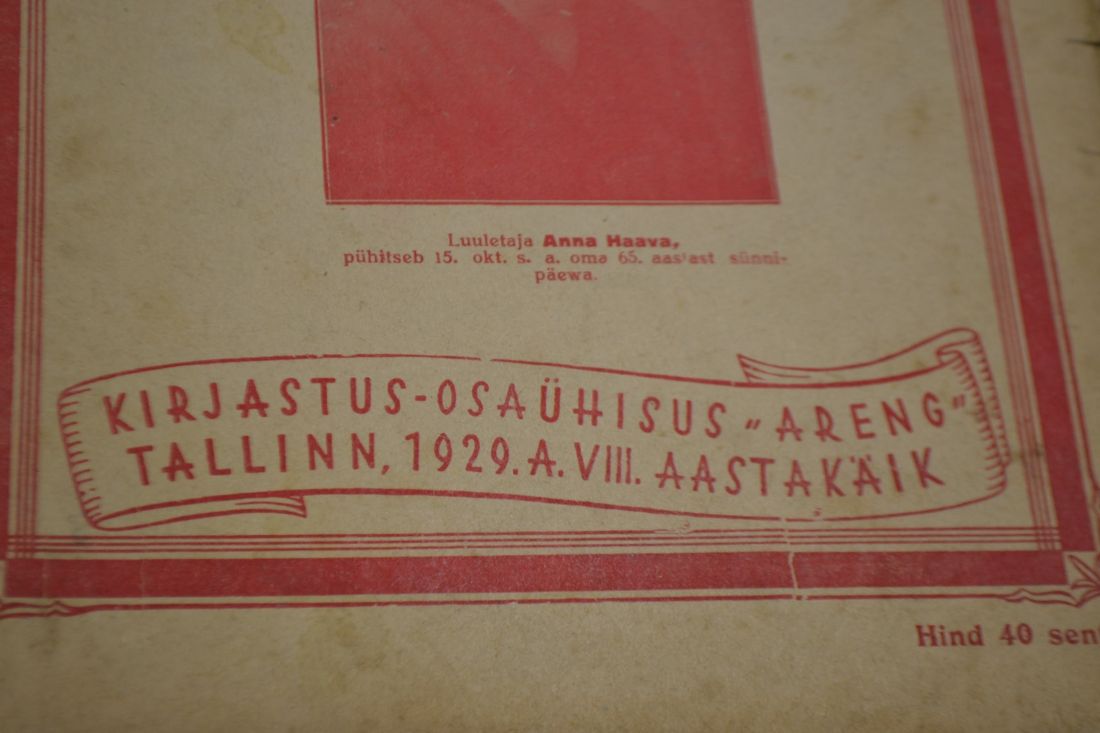 Luuletaja Anna Haava,
pühitseb 15. okt. s. a. oma 65. aastast sünni-
päewa.
KIRJASTUS-OSAÜHISUS „ARENG"
TALLINN, 1929. A. VIII. AASTAKÄIK
Hind 40 sent